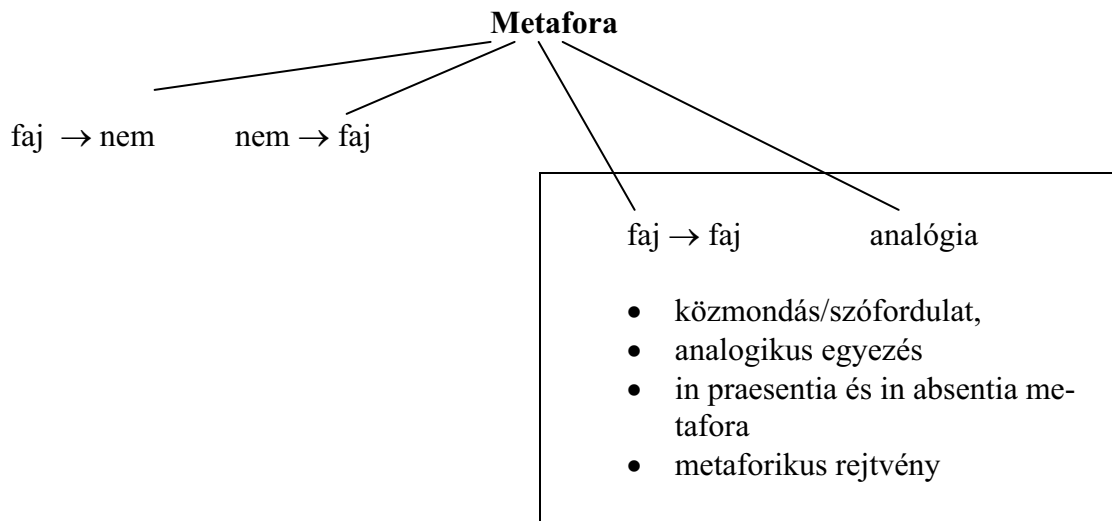 Metafora
faj → nem nem → faj
faj → faj analógia
• közmondás/szófordulat,
• analogikus egyezés
• in praesentia és in absentia me-
tafora
• metaforikus rejtvény